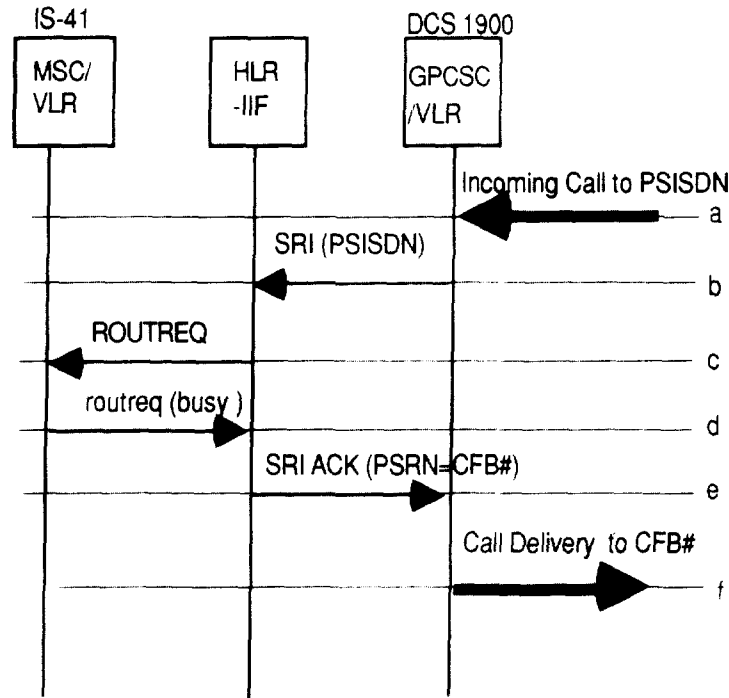 IS-41
DCS 1900
MSC/
VLR
HLR
-IIF
GPCSC
/VLR
Incoming Call to PSISDN
a
SRI (PSISDN)
b
ROUTREQ
c
routreq (busy )
d
SRI ACK (PSRN=CFB#)
e
Call Delivery to CFB#
f